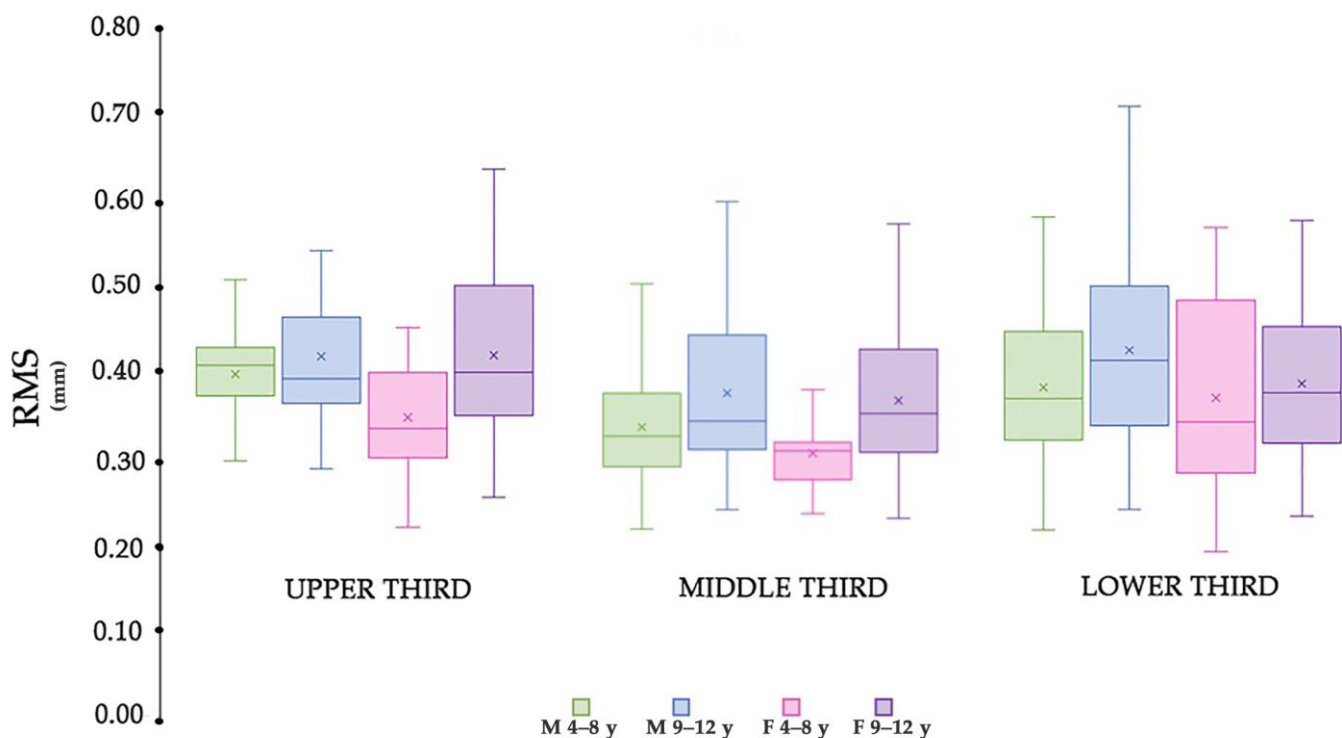 0.80
0.70
0.60
0.50
0.40
0.30
0.20
0.10
0.00
RMS
(mm)
UPPER THIRD
MIDDLE THIRD
LOWER THIRD
M 4–8 y
M 9–12 y
F 4–8 y
F 9–12 y